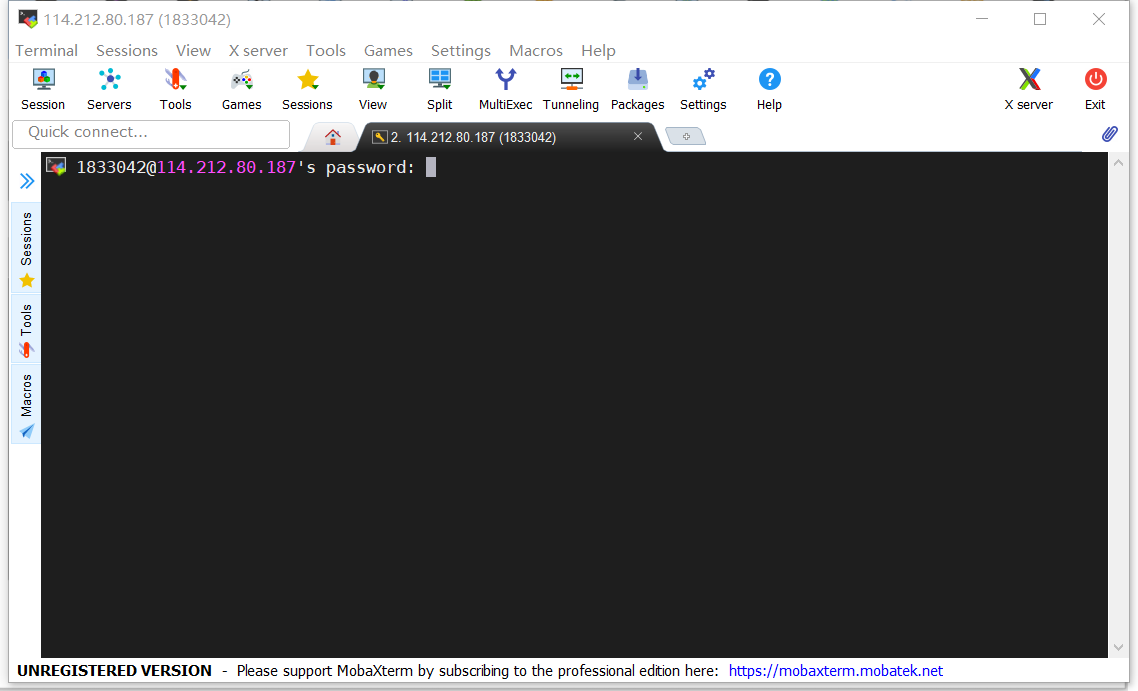 114.212.80.187 (1833042)
Terminal Sessions View X server Tools Games Settings Macros Help
Session Servers Tools Games Sessions View Split MultiExec Tunneling Packages Settings Help X server Exit
Quick connect... 2. 114.212.80.187 (1833042)
1833042@114.212.80.187's password:
Sessions
Tools
Macros
UNREGISTERED VERSION - Please support MobaXterm by subscribing to the professional edition here: https://mobaxterm.mobatek.net